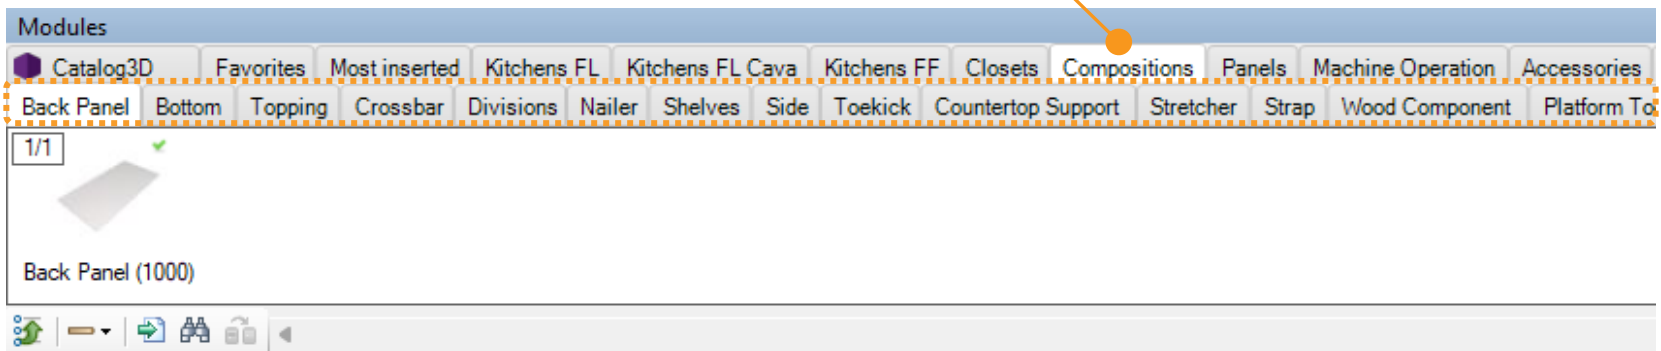 Modules
Catalog3D Favorites Most inserted Kitchens FL Kitchens FL Cava Kitchens FF Closets Compositions Panels Machine Operation Accessories
Back Panel Bottom Topping Crossbar Divisions Nailer Shelves Side Toekick Countertop Support Stretcher Strap Wood Component Platform To
1/1
Back Panel (1000)